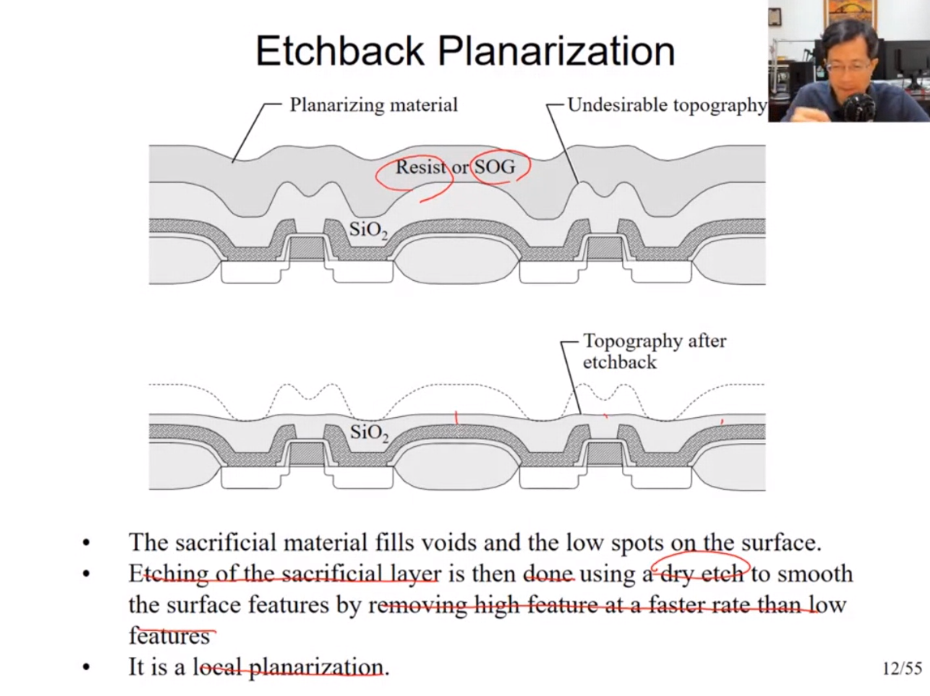 Etchback Planarization
Planarizing material
Undesirable topography
Resist or SOG
SiO2
Topography after
etchback
SiO2
• The sacrificial material fills voids and the low spots on the surface.
• Etching of the sacrificial layer is then done using a dry etch to smooth
the surface features by removing high feature at a faster rate than low
features
• It is a local planarization.
12/55